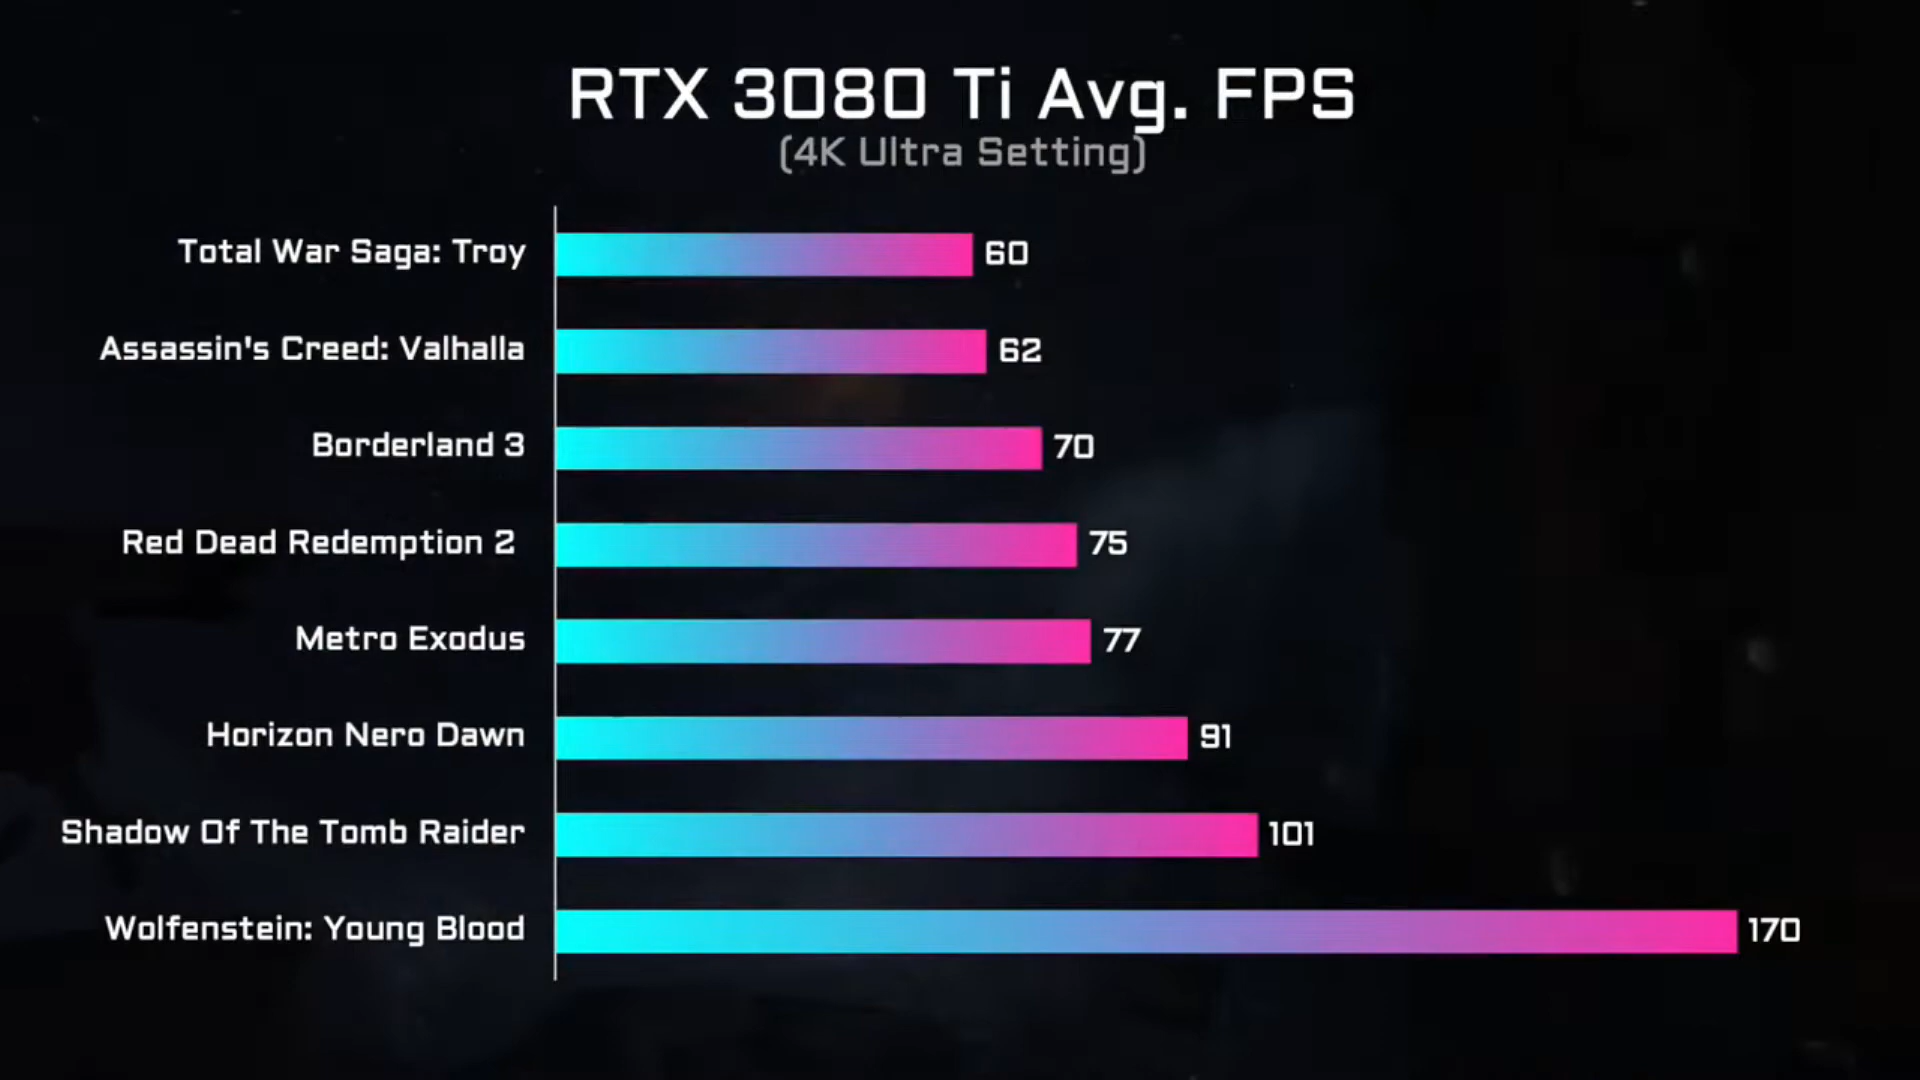 RTX 3080 Ti Avg. FPS
(4K Ultra Setting)
Total War Saga: Troy 60
Assassin's Creed: Valhalla 62
Borderland 3 70
Red Dead Redemption 2 75
Metro Exodus 77
Horizon Nero Dawn 91
Shadow Of The Tomb Raider 101
Wolfenstein: Young Blood 170